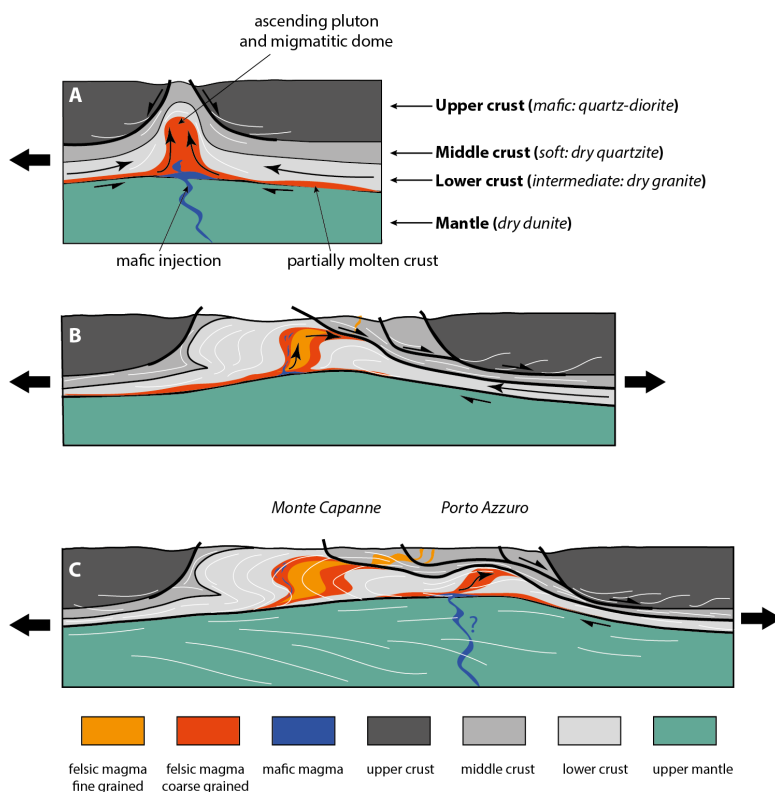 ascending pluton
and migmatitic dome
A
Upper crust (mafic: quartz-diorite)
Middle crust (soft: dry quartzite)
Lower crust (intermediate: dry granite)
Mantle (dry dunite)
mafic injection
partially molten crust
B
Monte Capanne
Porto Azzuro
C
?
felsic magma
fine grained
felsic magma
coarse grained
mafic magma
upper crust
middle crust
lower crust
upper mantle